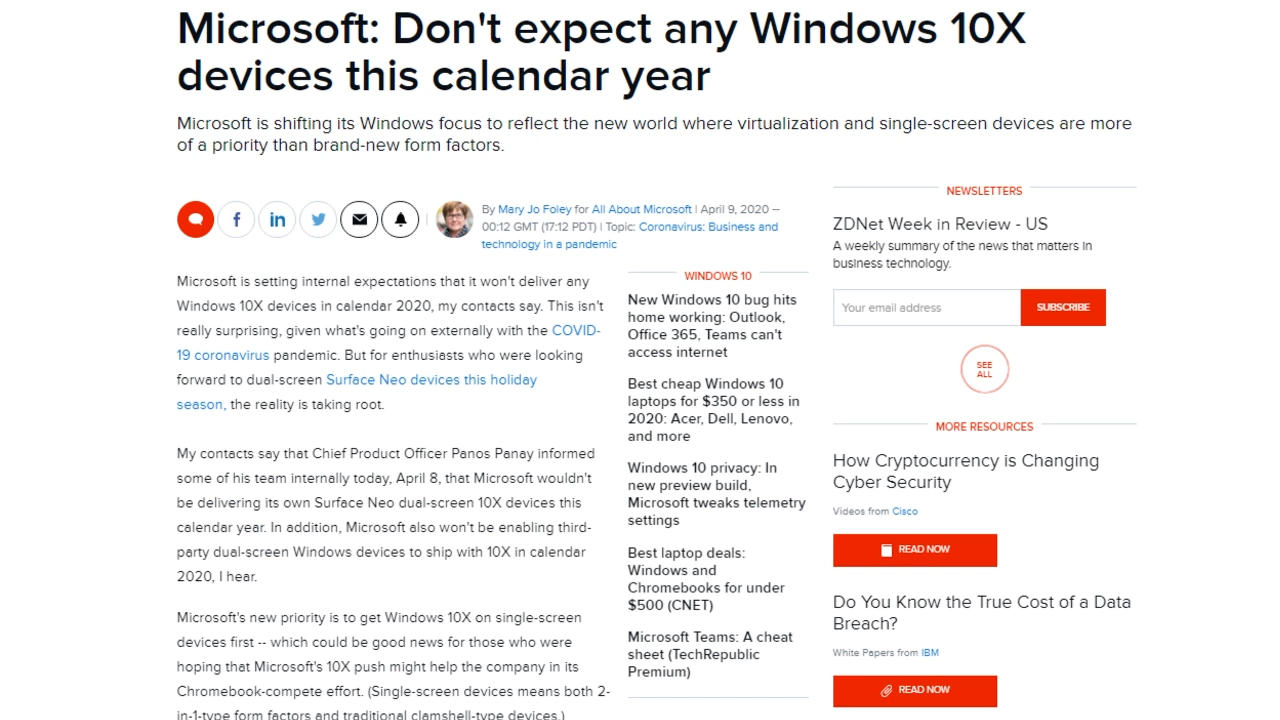 Microsoft: Don't expect any Windows 10X
devices this calendar year
Microsoft is shifting its Windows focus to reflect the new world where virtualization and single-screen devices are more
of a priority than brand-new form factors.
By Mary Jo Foley for All About Microsoft | April 9, 2020 --
00:12 GMT (17:12 PDT) | Topic: Coronavirus: Business and
technology in a pandemic
Microsoft is setting internal expectations that it won't deliver any
Windows 10X devices in calendar 2020, my contacts say. This isn't
really surprising, given what's going on externally with the COVID-
19 coronavirus pandemic. But for enthusiasts who were looking
forward to dual-screen Surface Neo devices this holiday
season, the reality is taking root.
My contacts say that Chief Product Officer Panos Panay informed
some of his team internally today, April 8, that Microsoft wouldn't
be delivering its own Surface Neo dual-screen 10X devices this
calendar year. In addition, Microsoft also won't be enabling third-
party dual-screen Windows devices to ship with 10X in calendar
2020, I hear.
Microsoft's new priority is to get Windows 10X on single-screen
devices first -- which could be good news for those who were
hoping that Microsoft's 10X push might help the company in its
Chromebook-compete effort. (Single-screen devices means both 2-
in-1-type form factors and traditional clamshell-type devices.)
WINDOWS 10
New Windows 10 bug hits
home working: Outlook,
Office 365, Teams can't
access internet
Best cheap Windows 10
laptops for $350 or less in
2020: Acer, Dell, Lenovo,
and more
Windows 10 privacy: In
new preview build,
Microsoft tweaks telemetry
settings
Best laptop deals:
Windows and
Chromebooks for under
$500 (CNET)
Microsoft Teams: A cheat
sheet (TechRepublic
Premium)
NEWSLETTERS
ZDNet Week in Review - US
A weekly summary of the news that matters in
business technology.
Your email address
SUBSCRIBE
SEE
ALL
MORE RESOURCES
How Cryptocurrency is Changing
Cyber Security
Videos from Cisco
READ NOW
Do You Know the True Cost of a Data
Breach?
White Papers from IBM
READ NOW